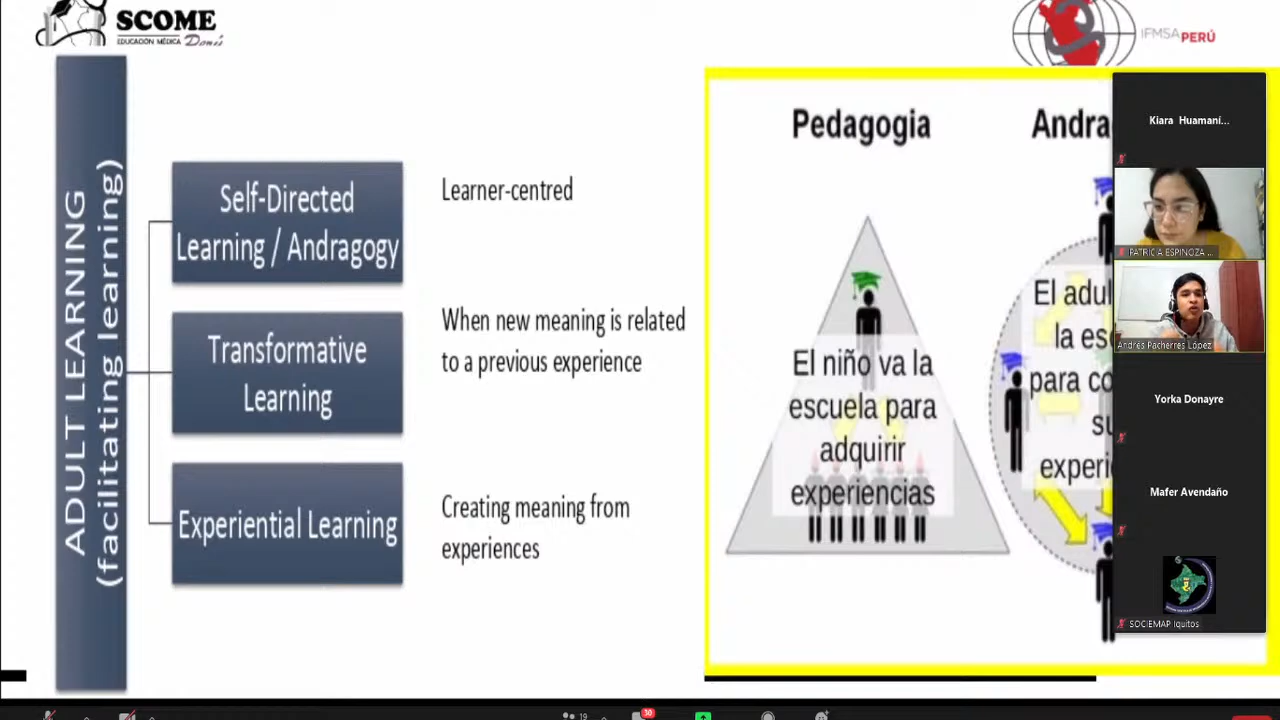 SCOME
EDUCACIÓN MÉDICA
IFMSA PERÚ
ADULT LEARNING
(facilitating learning)
Self-Directed
Learning / Andragogy
Learner-centred
Transformative
Learning
When new meaning is related
to a previous experience
Experiential Learning
Creating meaning from
experiences
Pedagogia
El niño va la
escuela para
adquirir
experiencias
Andra
El adul
la es
para co
su
experi
Kiara Huamaní...
PATRICIA ESPINOZA ...
Andrés Pacherres López
Yorka Donayre
Mafer Avendaño
SOCIEMAP Iquitos
19
30